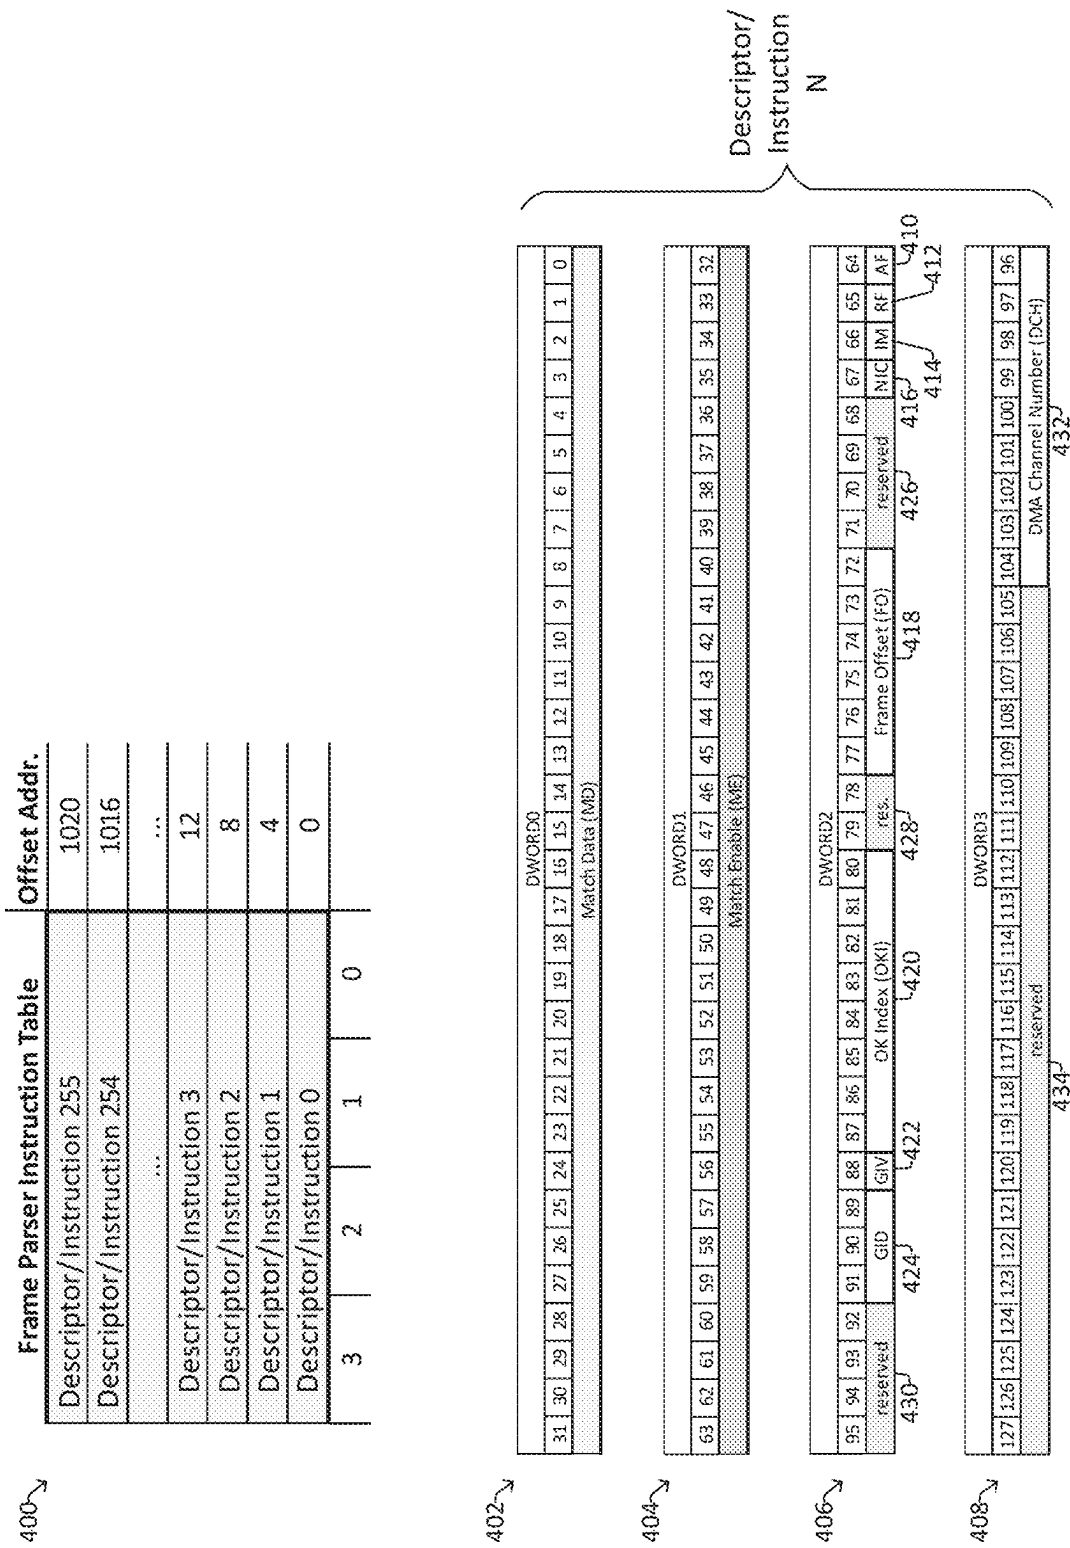 400
Frame Parser Instruction Table Offset Addr.
Descriptor/Instruction 255 1020
Descriptor/Instruction 254 1016
... ...
Descriptor/Instruction 3 12
Descriptor/Instruction 2 8
Descriptor/Instruction 1 4
Descriptor/Instruction 0 0
3 2 1 0
402
DWORD0
31 30 29 28 27 26 25 24 23 22 21 20 19 18 17 16 15 14 13 12 11 10 9 8 7 6 5 4 3 2 1 0
Match Data (MD)
404
DWORD1
63 62 61 60 59 58 57 56 55 54 53 52 51 50 49 48 47 46 45 44 43 42 41 40 39 38 37 36 35 34 33 32
Match Enable (ME)
406
DWORD2
95 94 93 92 91 90 89 88 87 86 85 84 83 82 81 80 79 78 77 76 75 74 73 72 71 70 69 68 67 66 65 64
reserved GID GIV OK Index (OKI) res. Frame Offset (FO) reserved NIC IM RF AF
430 424 422 420 428 418 426 416 414 412 410
408
DWORD3
127 126 125 124 123 122 121 120 119 118 117 116 115 114 113 112 111 110 109 108 107 106 105 104 103 102 101 100 99 98 97 96
reserved DMA Channel Number (DCH)
434 432
Descriptor/
Instruction
N